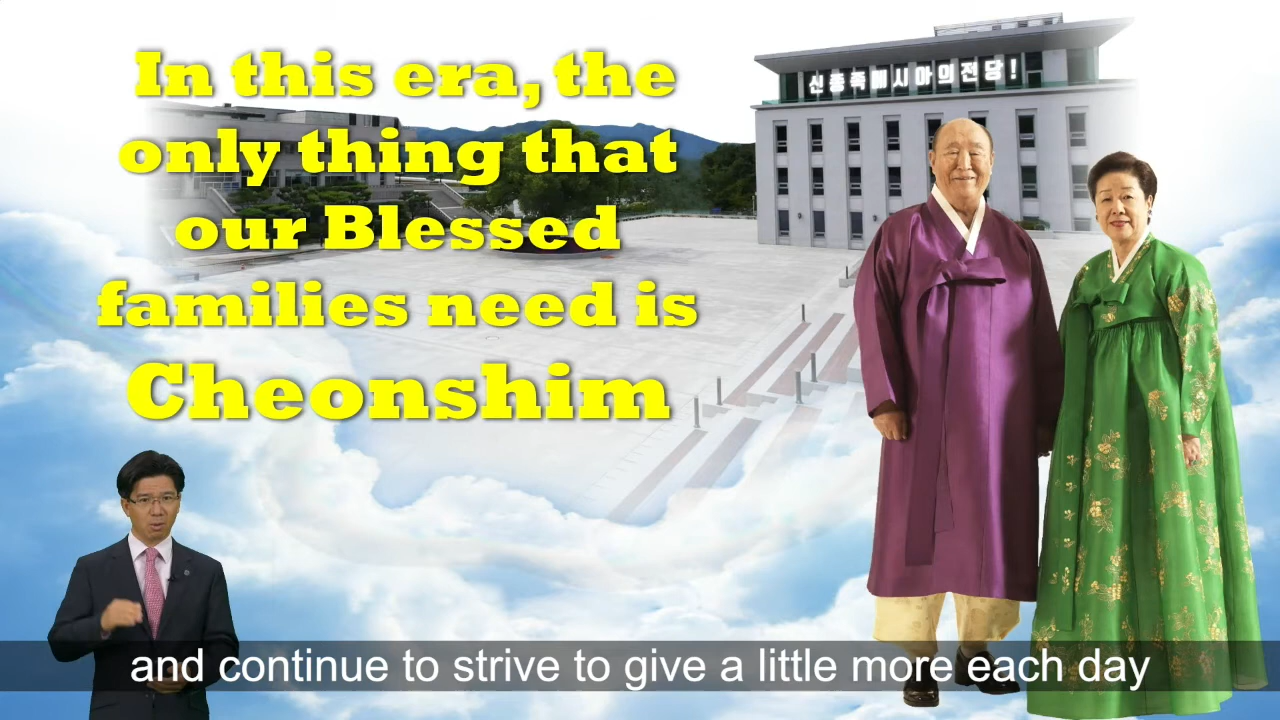 In this era, the
only thing that
our Blessed
families need is
Cheonshim
신종족메시아의전당!
and continue to strive to give a little more each day